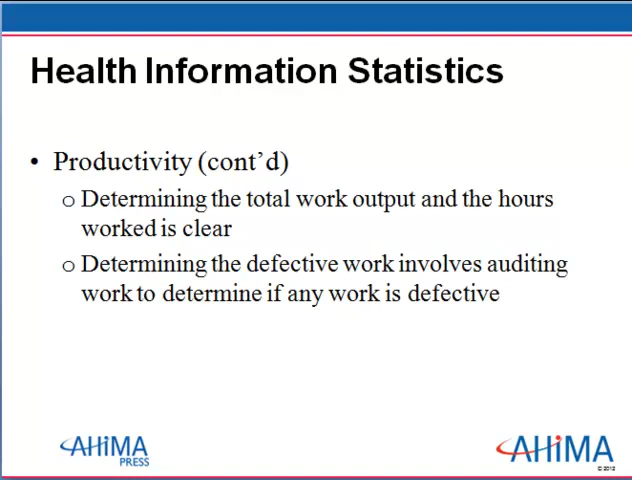 Health Information Statistics
• Productivity (cont’d)
o Determining the total work output and the hours
worked is clear
o Determining the defective work involves auditing
work to determine if any work is defective
AHiMA
PRESS
AHiMA
© 2013